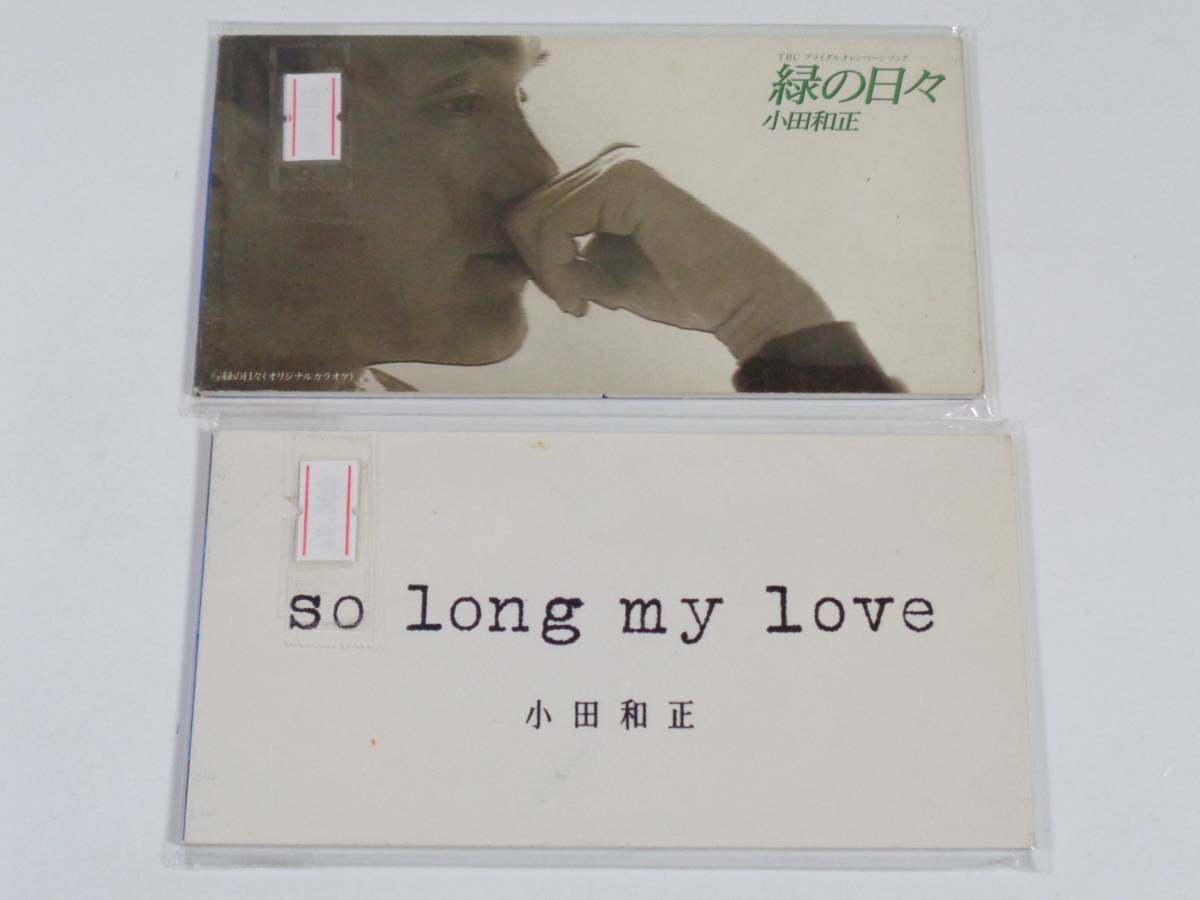 TBC ブライダル キャンペーン ソング
緑の日々
小田和正
緑の日々(オリジナルカラオケ)
so long my love
小田和正